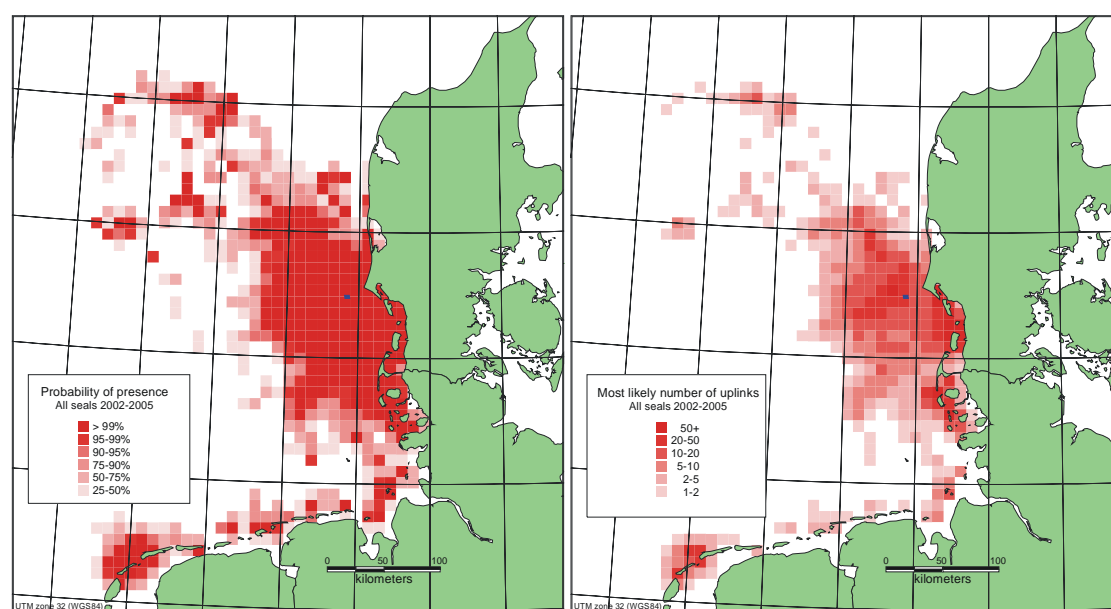 Probability of presence
All seals 2002-2005
> 99%
95-99%
90-95%
75-90%
50-75%
25-50%
0 50 100
kilometers
UTM zone 32 (WGS84)
Most likely number of uplinks
All seals 2002-2005
50+
20-50
10-20
5-10
2-5
1-2
0 50 100
kilometers
UTM zone 32 (WGS84)